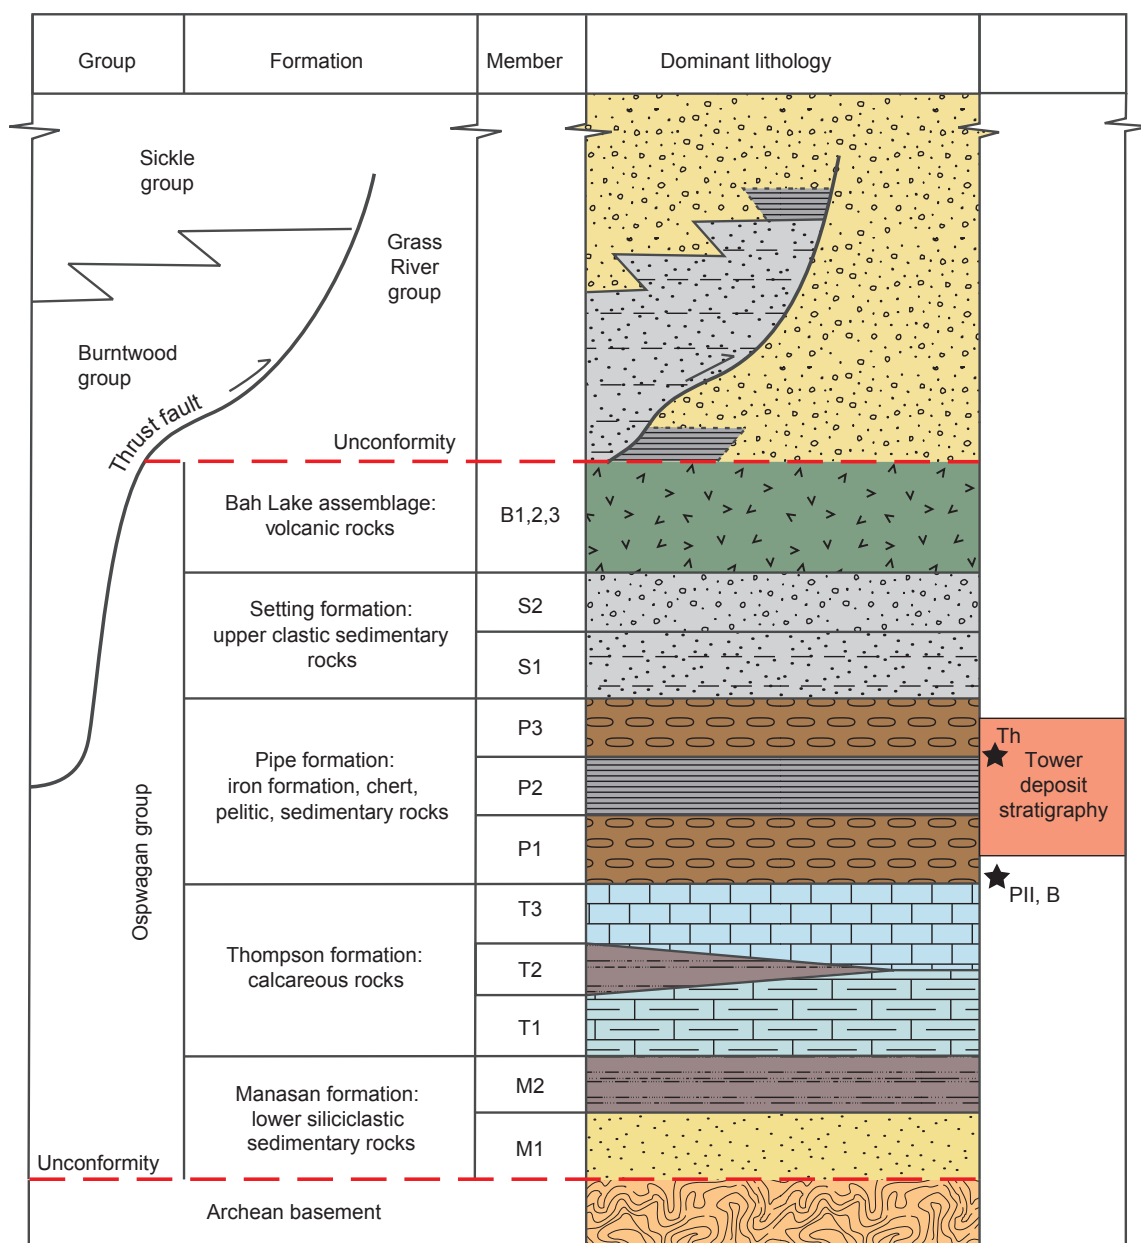 Group
Formation
Member
Dominant lithology
Sickle
group
Grass
River
group
Burntwood
group
Thrust fault
Unconformity
Bah Lake assemblage:
volcanic rocks
B1,2,3
Setting formation:
upper clastic sedimentary
rocks
S2
S1
Ospwagan group
Pipe formation:
iron formation, chert,
pelitic, sedimentary rocks
P3
P2
P1
Th
Tower
deposit
stratigraphy
PII, B
Thompson formation:
calcareous rocks
T3
T2
T1
Manasan formation:
lower siliciclastic
sedimentary rocks
M2
M1
Unconformity
Archean basement